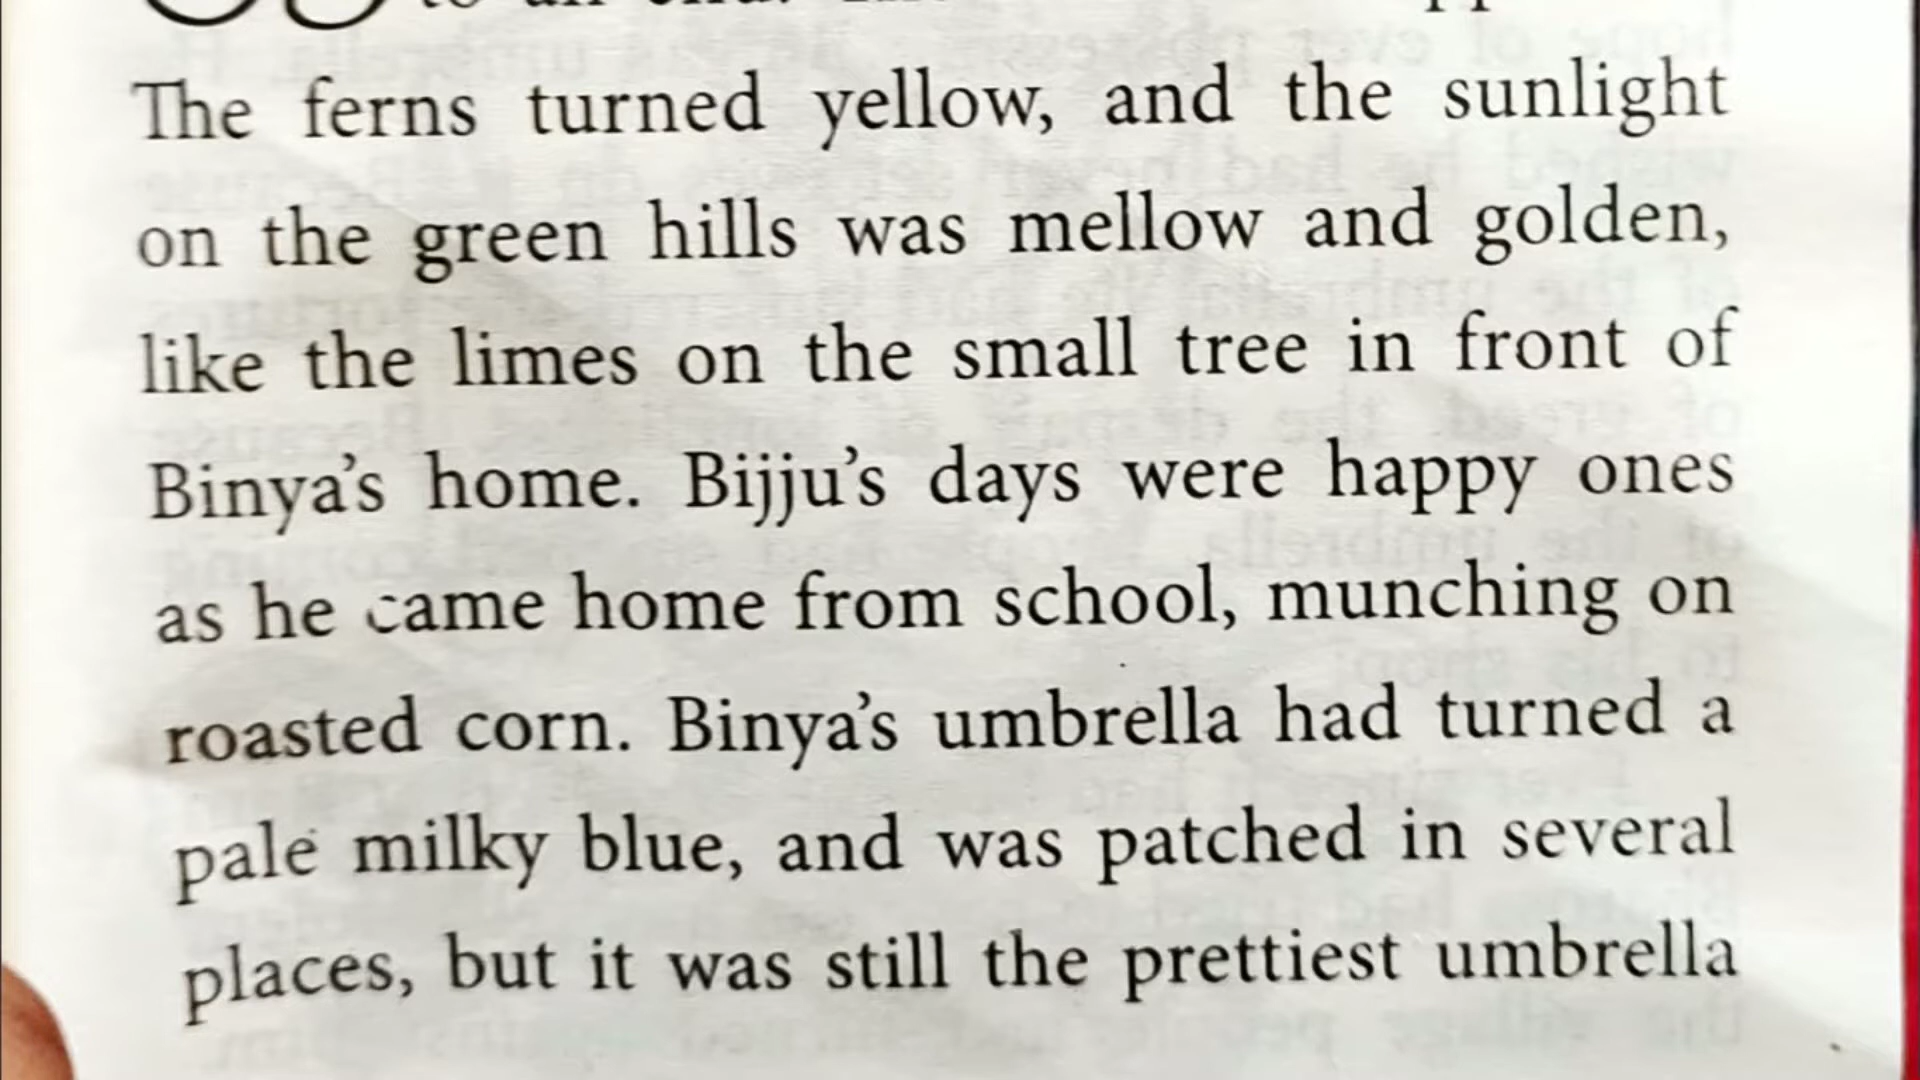 to an end.
The ferns turned yellow, and the sunlight
on the green hills was mellow and golden,
like the limes on the small tree in front of
Binya’s home. Bijju’s days were happy ones
as he came home from school, munching on
roasted corn. Binya’s umbrella had turned a
pale milky blue, and was patched in several
places, but it was still the prettiest umbrella